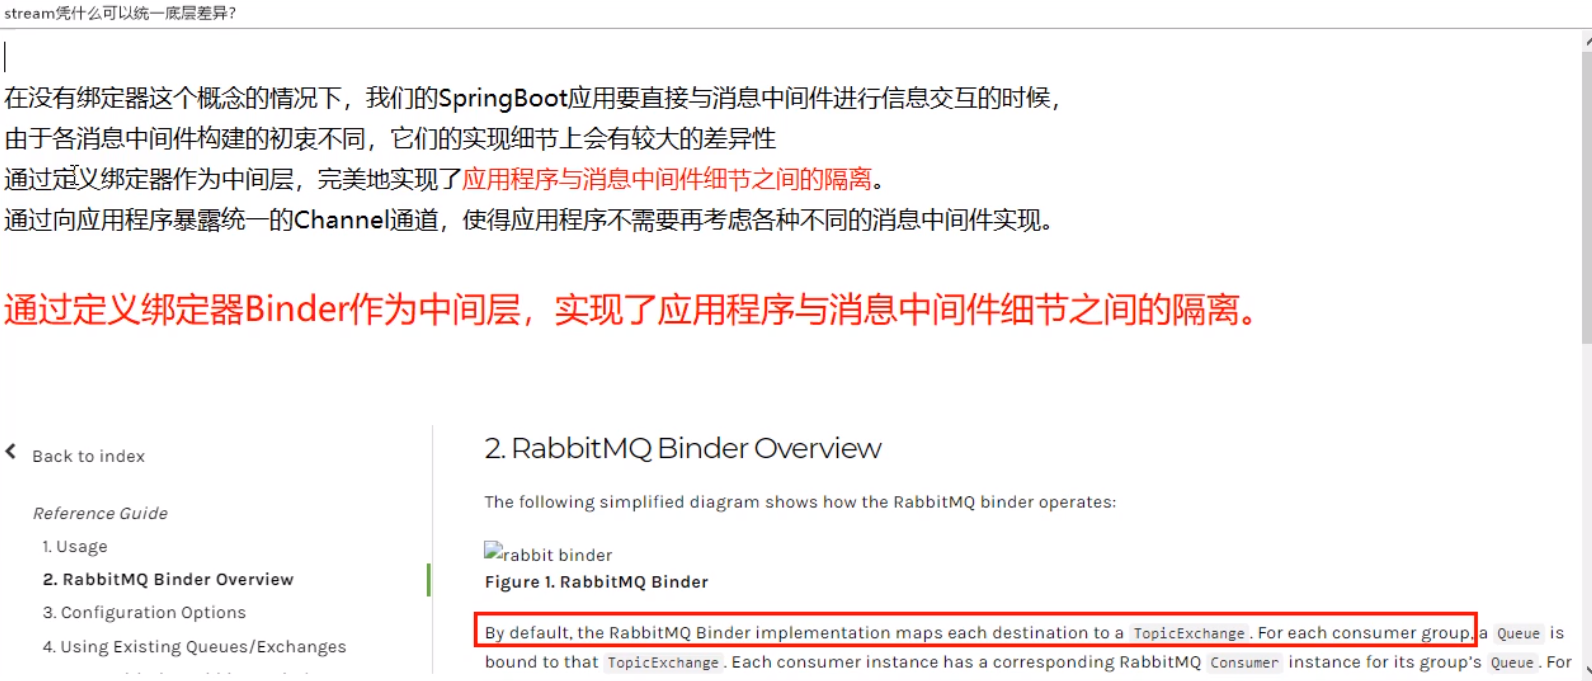 stream凭什么可以统一底层差异?
在没有绑定器这个概念的情况下，我们的SpringBoot应用要直接与消息中间件进行信息交互的时候，
由于各消息中间件构建的初衷不同，它们的实现细节上会有较大的差异性
通过定义绑定器作为中间层，完美地实现了应用程序与消息中间件细节之间的隔离。
通过向应用程序暴露统一的Channel通道，使得应用程序不需要再考虑各种不同的消息中间件实现。
通过定义绑定器Binder作为中间层，实现了应用程序与消息中间件细节之间的隔离。
Back to index
Reference Guide
1. Usage
2. RabbitMQ Binder Overview
3. Configuration Options
4. Using Existing Queues/Exchanges
2. RabbitMQ Binder Overview
The following simplified diagram shows how the RabbitMQ binder operates:
rabbit binder
Figure 1. RabbitMQ Binder
By default, the RabbitMQ Binder implementation maps each destination to a TopicExchange. For each consumer group, a Queue is
bound to that TopicExchange. Each consumer instance has a corresponding RabbitMQ Consumer instance for its group's Queue. For